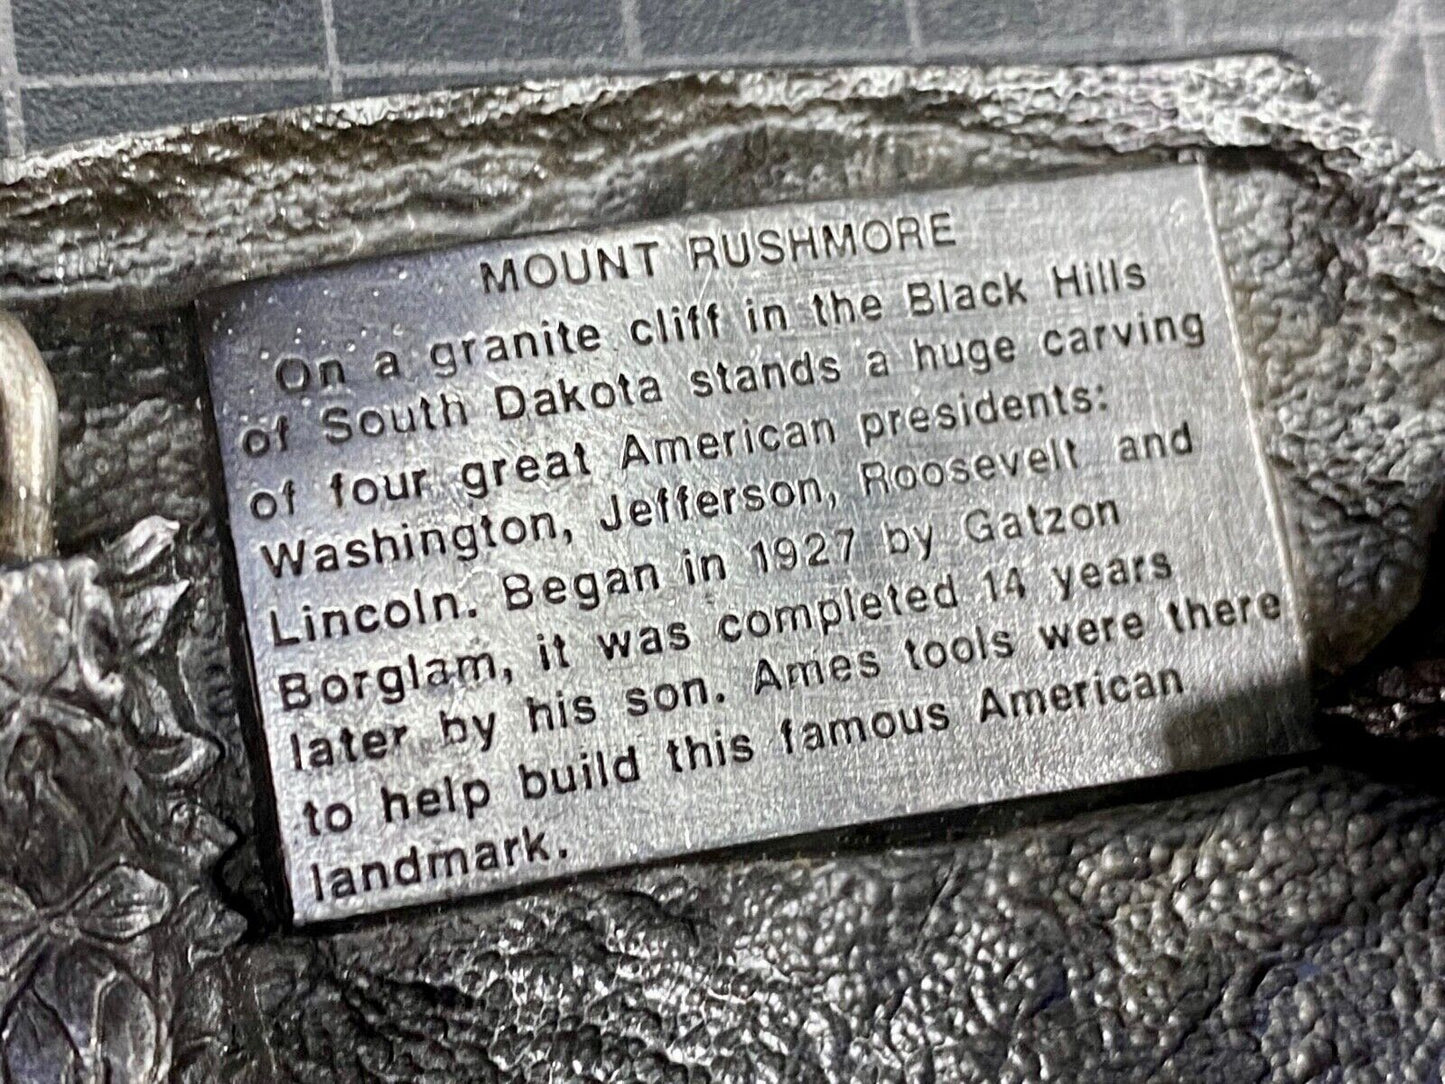 MOUNT RUSHMORE
On a granite cliff in the Black Hills
of South Dakota stands a huge carving
of four great American presidents:
Washington, Jefferson, Roosevelt and
Lincoln. Began in 1927 by Gatzon
Borglam, it was completed 14 years
later by his son. Ames tools were there
to help build this famous American
landmark.